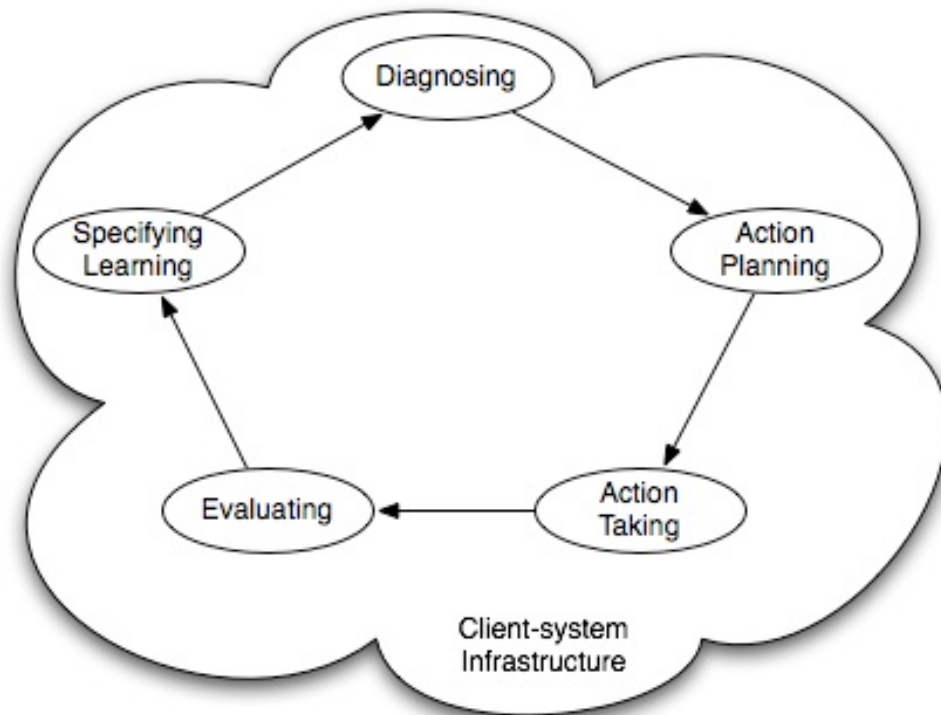 Diagnosing
Specifying
Learning
Action
Planning
Evaluating
Action
Taking
Client-system
Infrastructure